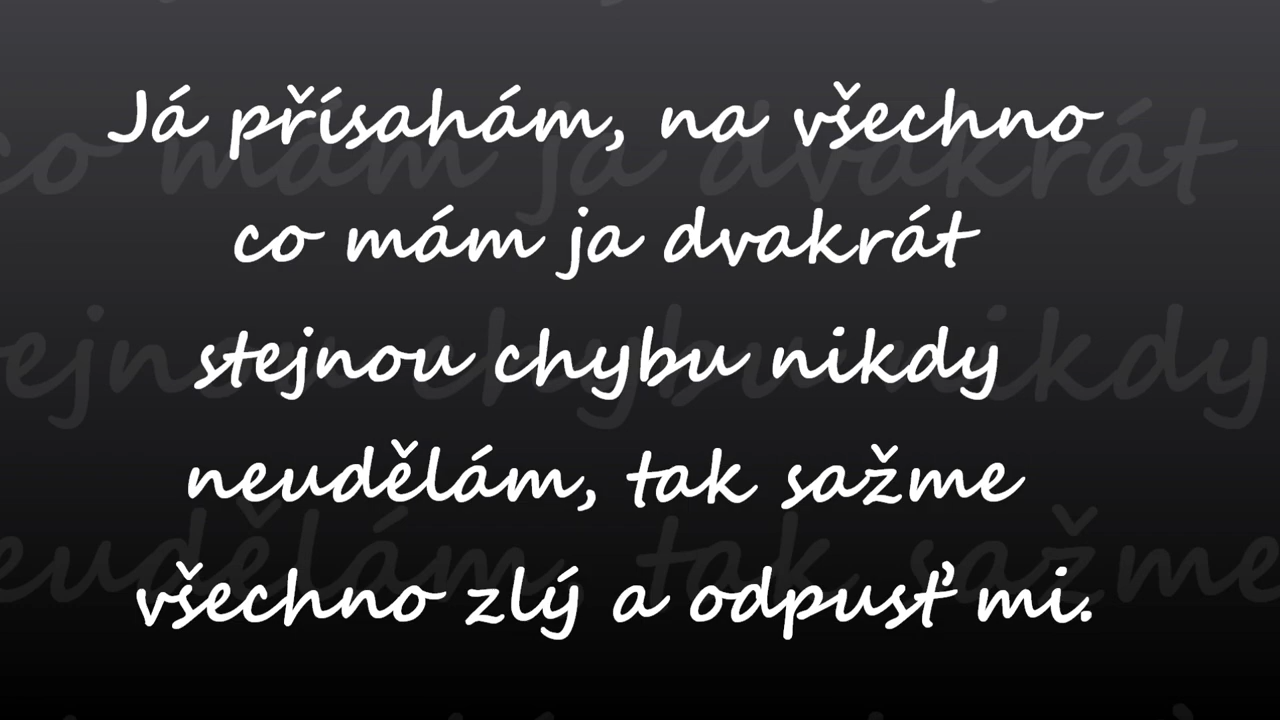 Já přísahám, na všechno
co mám ja dvakrát
stejnou chybu nikdy
neudělám, tak sažme
všechno zlý a odpusť mi.